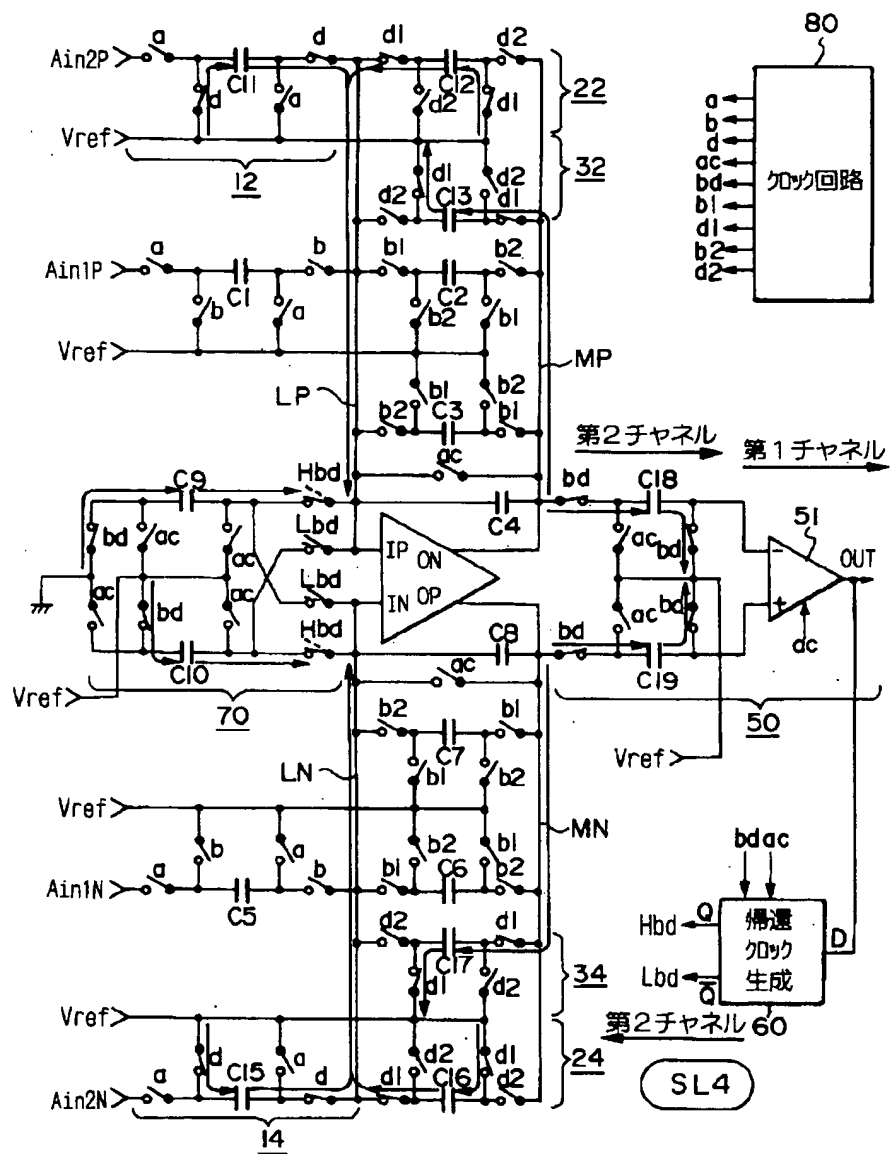 80
Ain2P a d d1 d2
C11 C12
d a d2 d1 22
Vref
12 d1 d2 32
d2 C13 d1
a
b
d
ac
bd
b1
d1
b2
d2
クロック回路
Ain1P a b b1 b2
C1 C2
b a b2 b1
Vref
LP b1 b2 MP
b2 C3 b1
ac
第2チャネル 第1チャネル
C9 Hbd C4 bd C18
bd ac ac Lbd IP ON ac bd 51
OUT
ac bd ac Lbd IN OP ac bd ac
C10 Hbd C8 bd C19
Vref 70 ac 50
Vref
b2 C7 b1
LN b1 b2
Vref MN
b a b2 b1
Ain1N a C5 b b1 C6 b2
bd ac
Hbd Q 帰還クロック生成 D
Lbd Q
60
d2 C17 d1
d1 d2 34
Vref 第2チャネル
d a d2 d1 24
Ain2N a C15 d d1 C16 d2
14
SL4